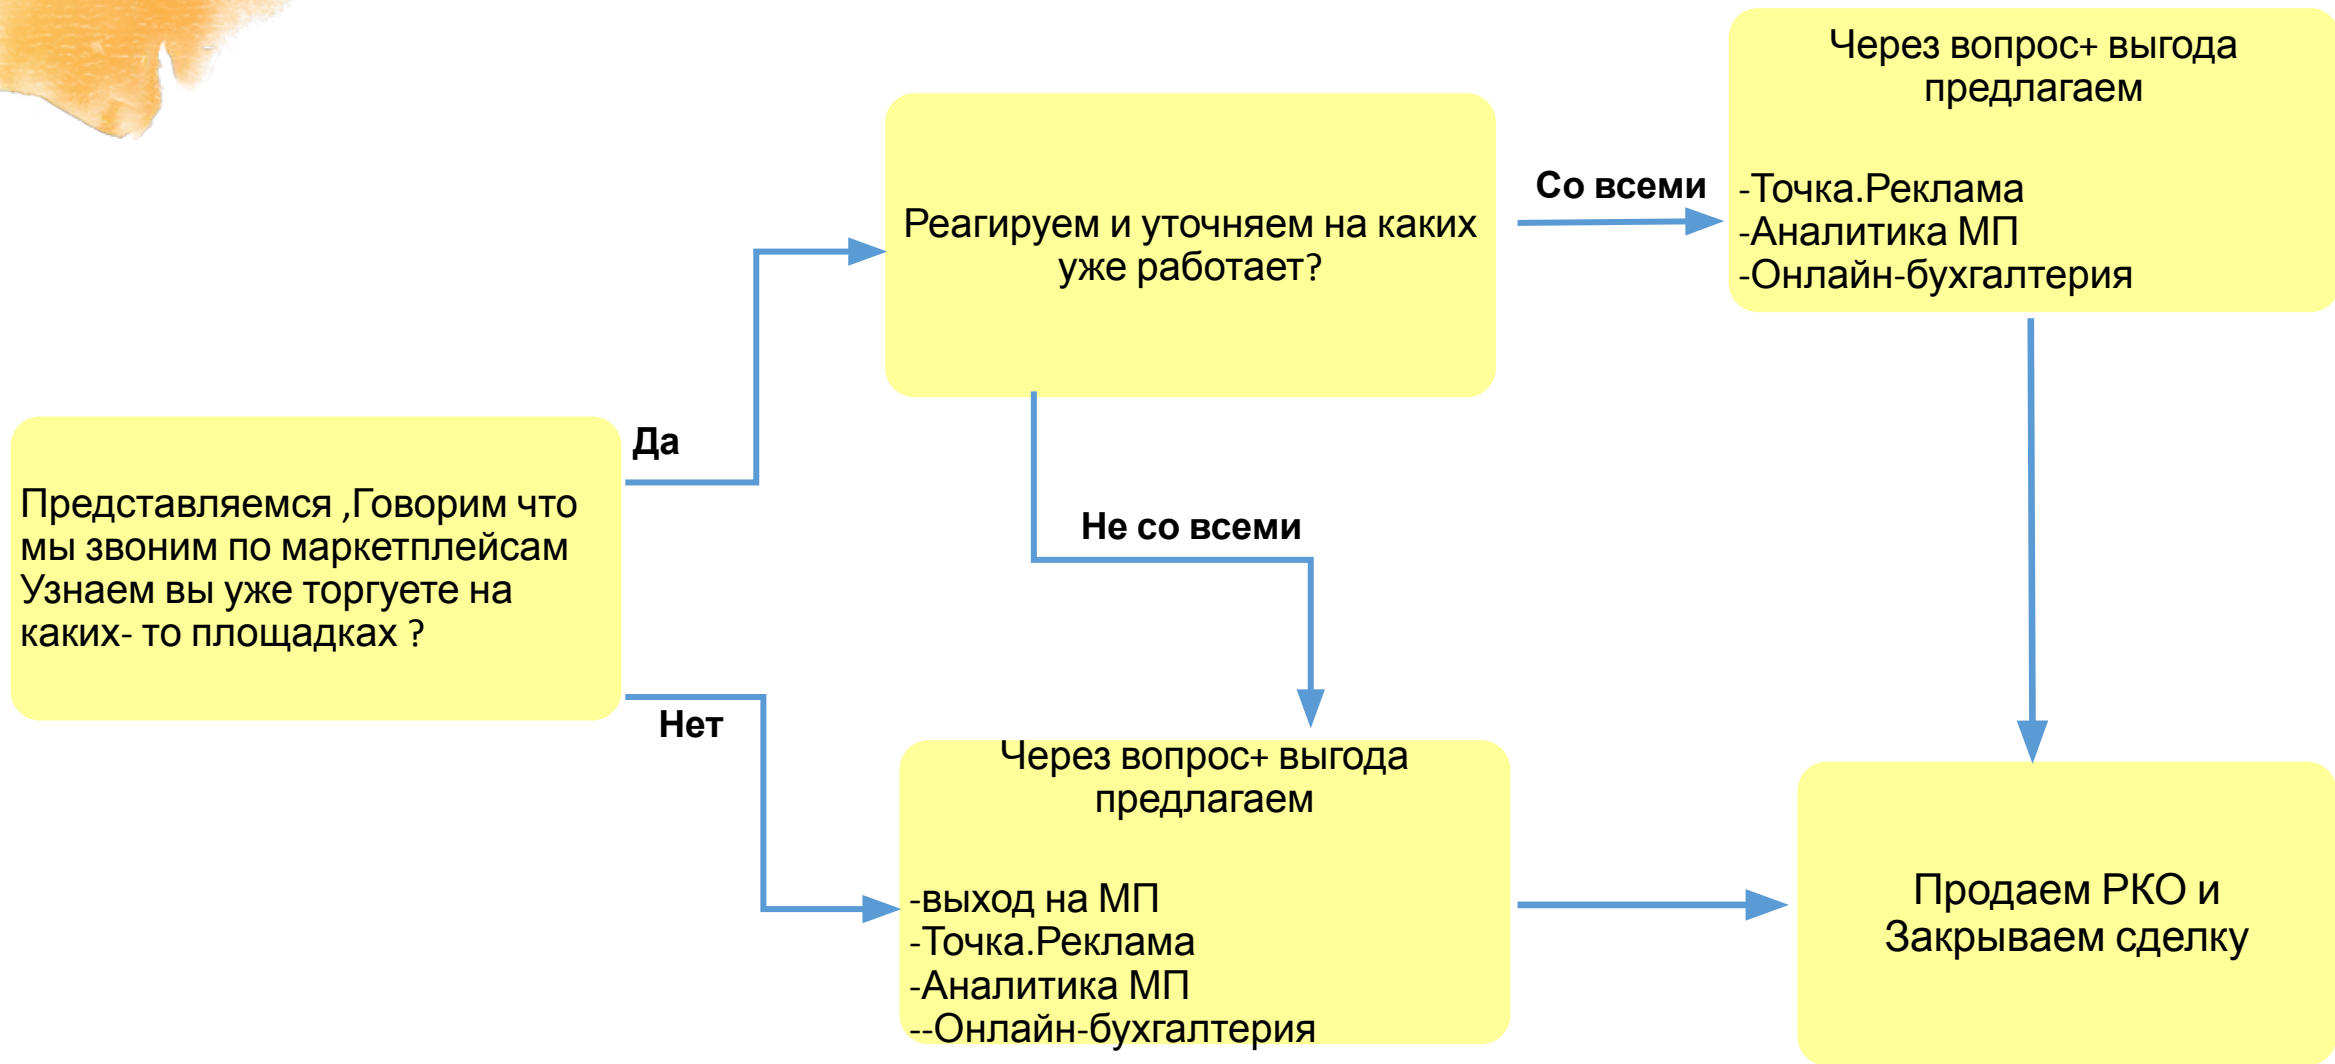 Представляемся ,Говорим что
мы звоним по маркетплейсам
Узнаем вы уже торгуете на
каких- то площадках ?
Да
Нет
Реагируем и уточняем на каких
уже работает?
Со всеми
Не со всеми
Через вопрос+ выгода
предлагаем
-Точка.Реклама
-Аналитика МП
-Онлайн-бухгалтерия
Через вопрос+ выгода
предлагаем
-выход на МП
-Точка.Реклама
-Аналитика МП
--Онлайн-бухгалтерия
Продаем РКО и
Закрываем сделку